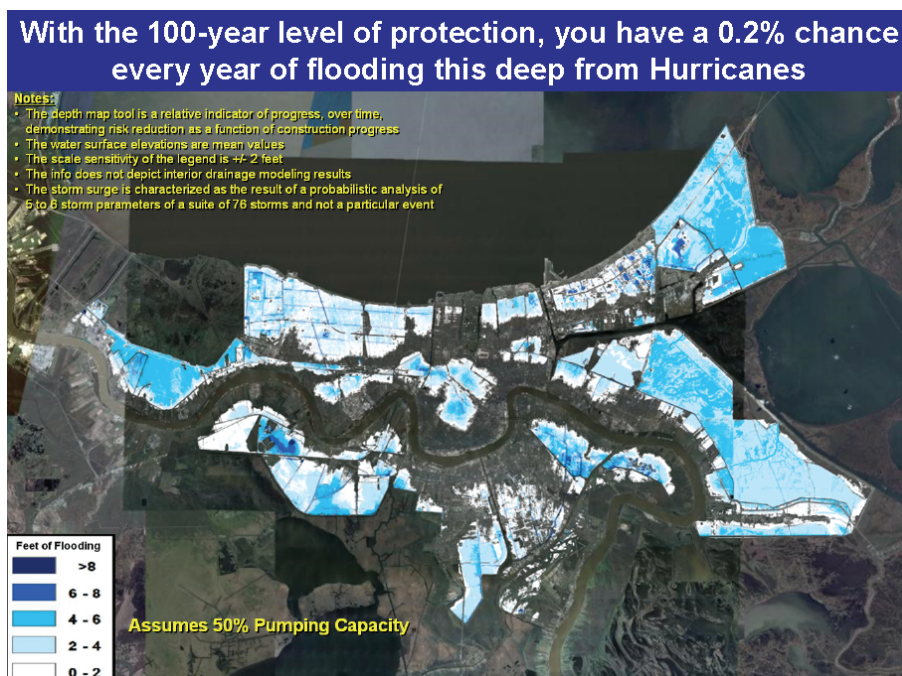 With the 100-year level of protection, you have a 0.2% chance
every year of flooding this deep from Hurricanes
Notes:
• The depth map tool is a relative indicator of progress, over time,
demonstrating risk reduction as a function of construction progress
• The water surface elevations are mean values
• The scale sensitivity of the legend is +/- 2 feet
• The info does not depict interior drainage modeling results
• The storm surge is characterized as the result of a probabilistic analysis of
5 to 6 storm parameters of a suite of 76 storms and not a particular event
Feet of Flooding
>8
6 - 8
4 - 6
2 - 4
0 - 2
Assumes 50% Pumping Capacity